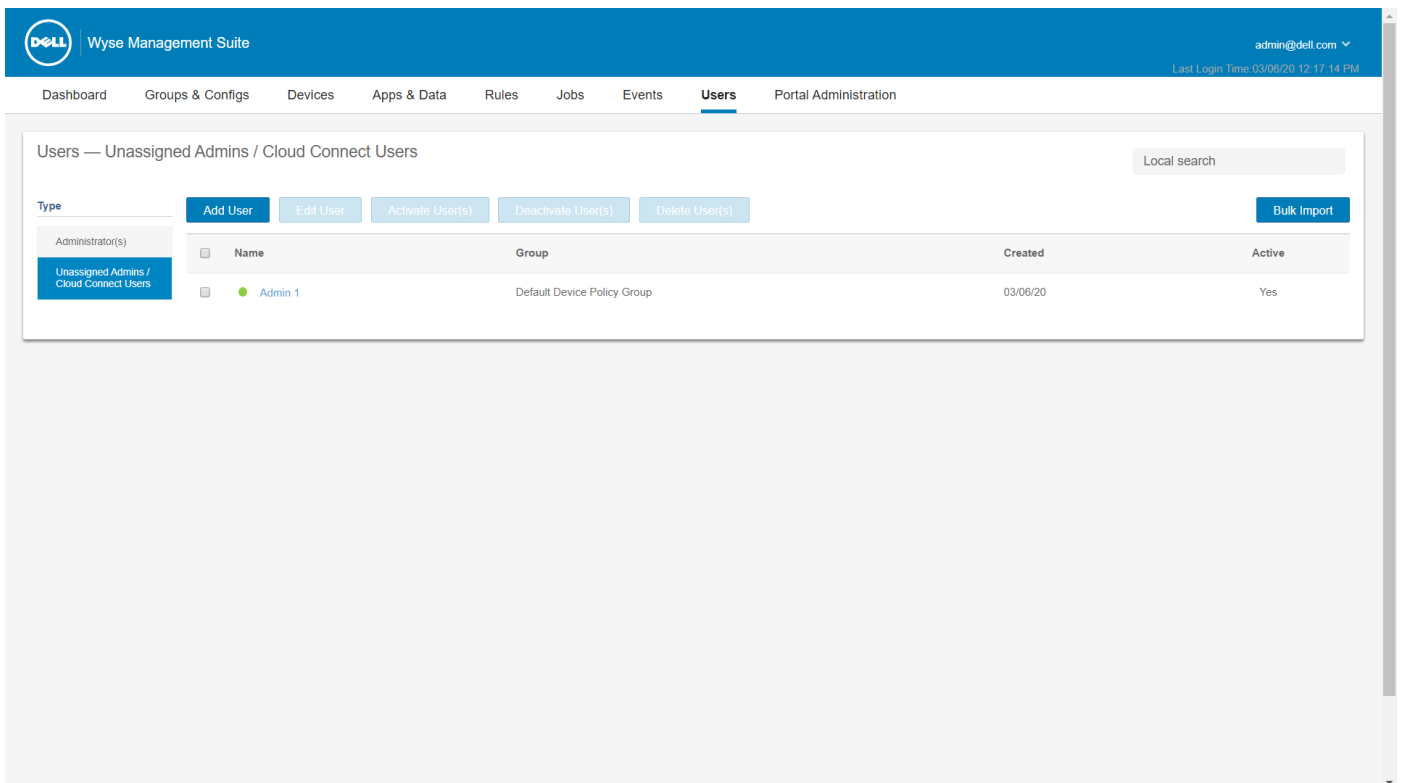 DELL
Wyse Management Suite
admin@dell.com
Last Login Time:03/06/20 12:17:14 PM
Dashboard Groups & Configs Devices Apps & Data Rules Jobs Events Users Portal Administration
Users — Unassigned Admins / Cloud Connect Users
Local search
Type
Administrator(s)
Unassigned Admins /
Cloud Connect Users
Add User Edit User Activate User(s) Deactivate User(s) Delete User(s) Bulk Import
Name Group Created Active
Admin 1 Default Device Policy Group 03/06/20 Yes